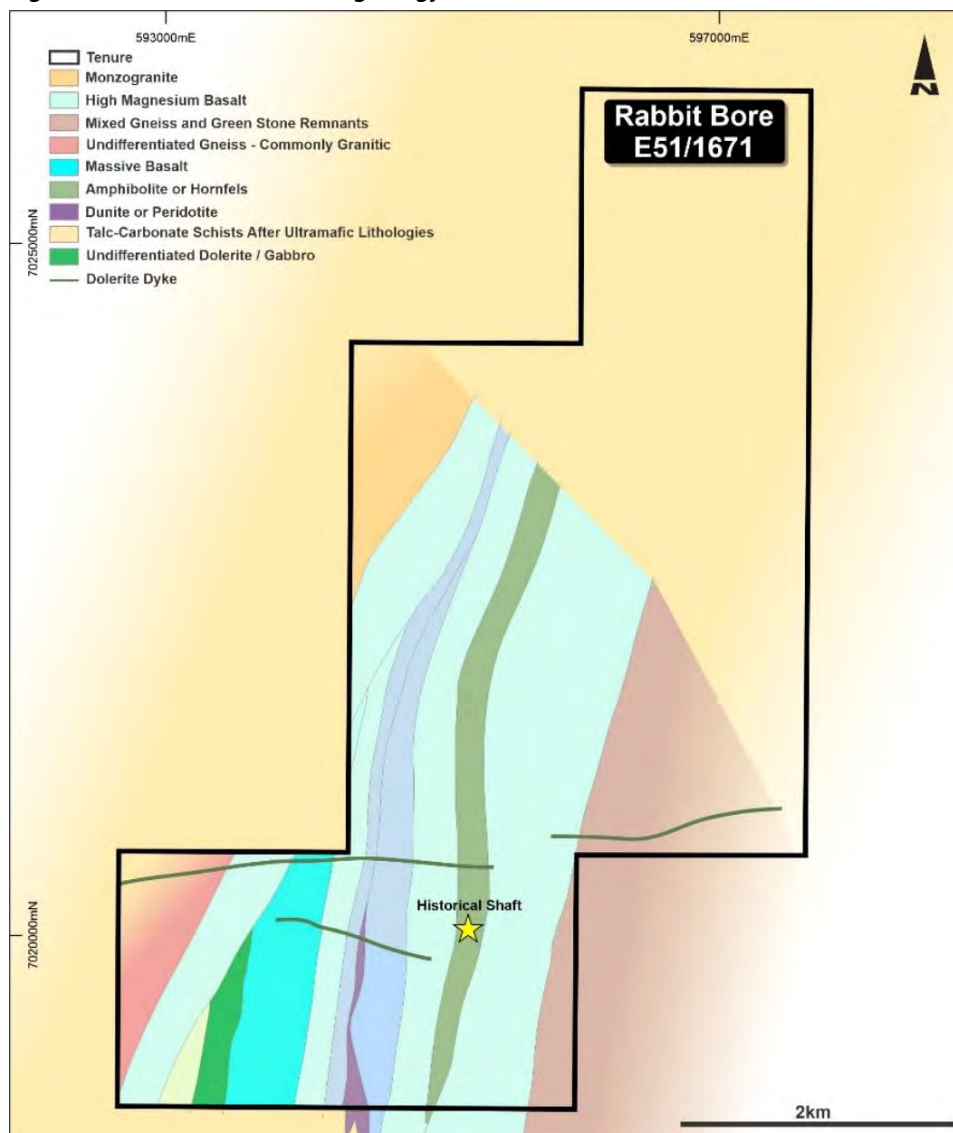 593000mE
597000mE
N
Tenure
Monzogranite
High Magnesium Basalt
Mixed Gneiss and Green Stone Remnants
Undifferentiated Gneiss - Commonly Granitic
Massive Basalt
Amphibolite or Hornfels
Dunite or Peridotite
Talc-Carbonate Schists After Ultramafic Lithologies
Undifferentiated Dolerite / Gabbro
Dolerite Dyke
Rabbit Bore
E51/1671
7025000mN
Historical Shaft
7020000mN
2km